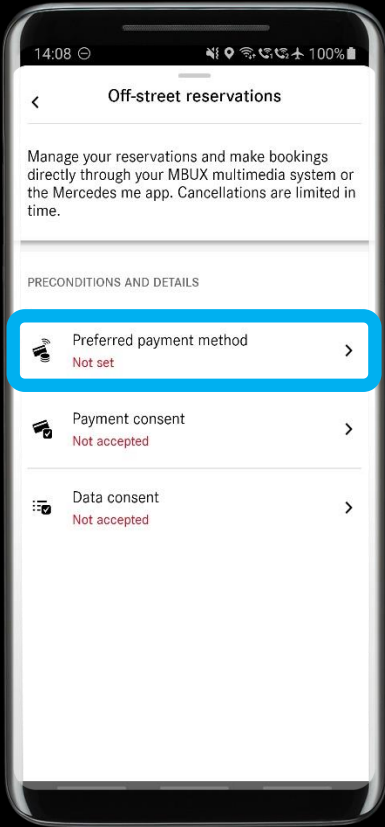 14:08
100%
Off-street reservations
Manage your reservations and make bookings
directly through your MBUX multimedia system or
the Mercedes me app. Cancellations are limited in
time.
PRECONDITIONS AND DETAILS
Preferred payment method
Not set
Payment consent
Not accepted
Data consent
Not accepted